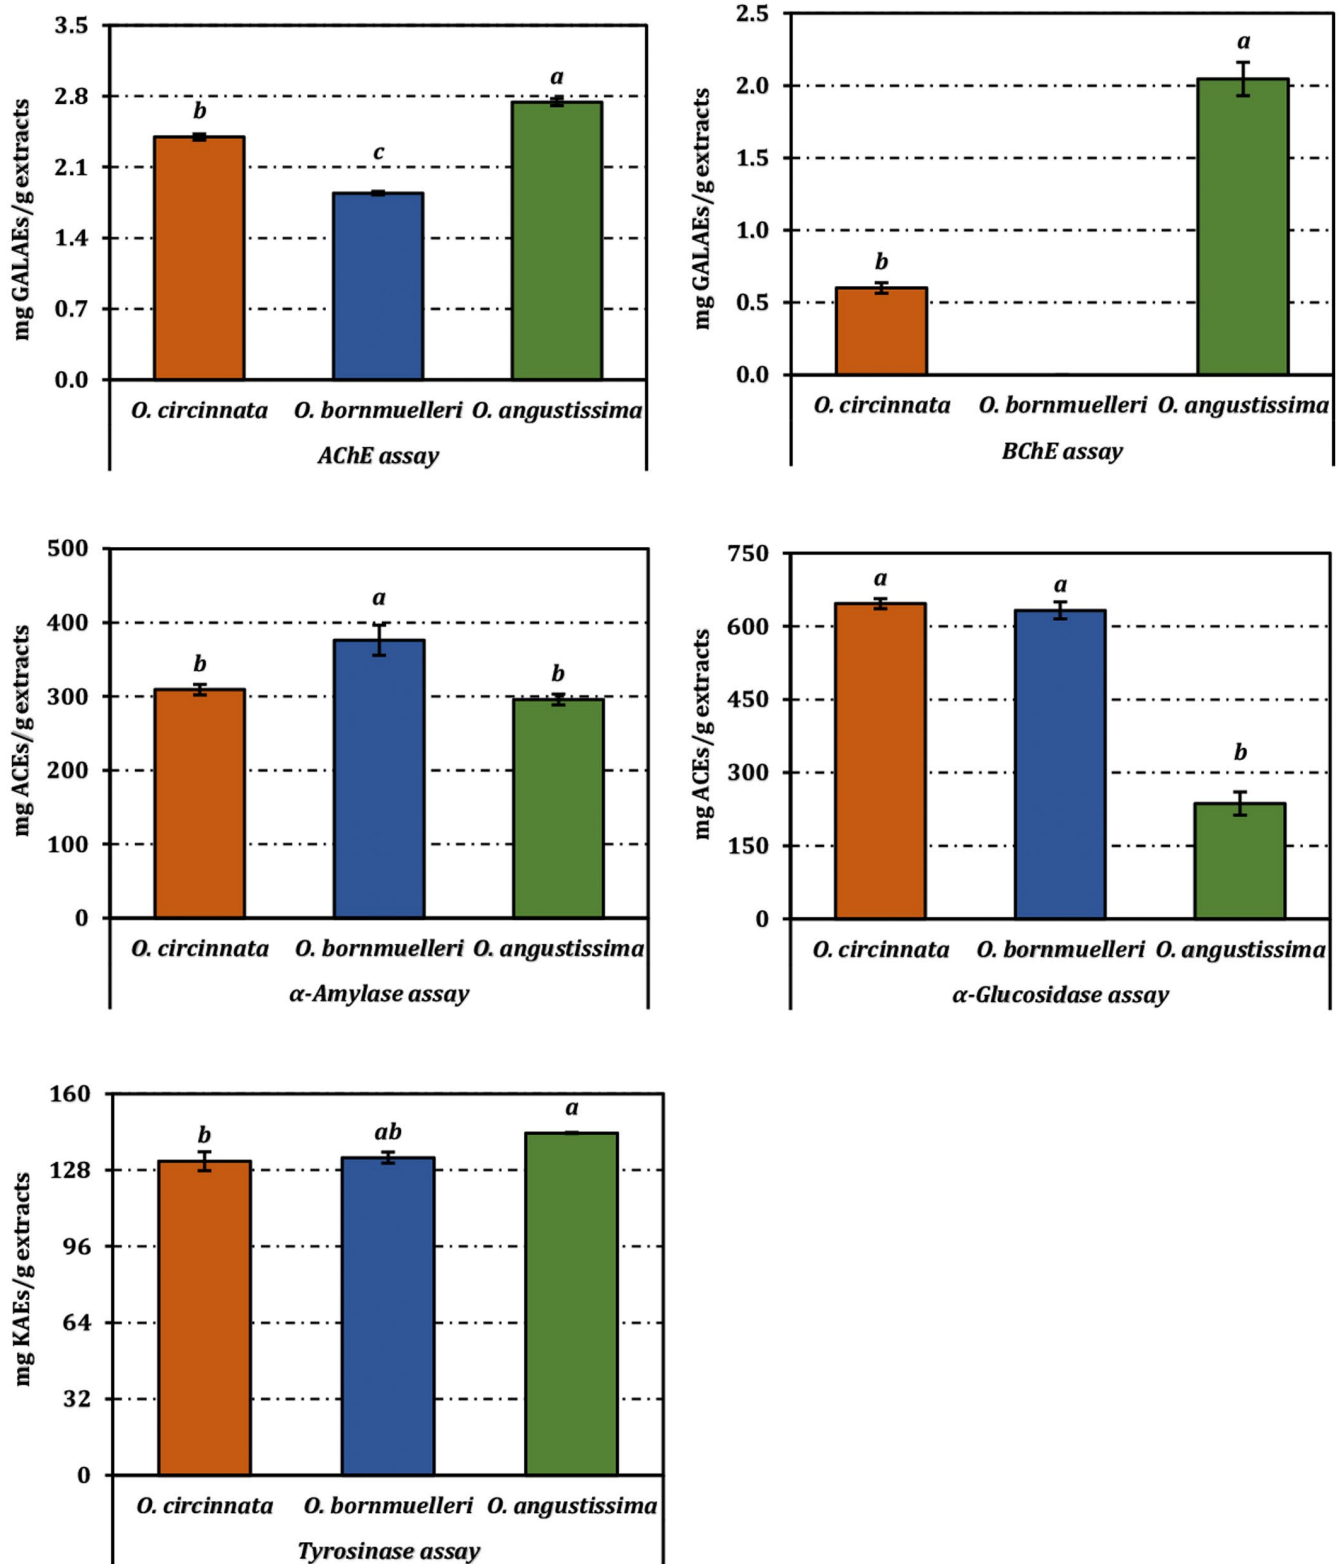 3.5
2.8
2.1
1.4
0.7
0.0
mg GALAEs/g extracts
b
c
a
O. circinnata O. bornmuelleri O. angustissima
AChE assay
2.5
2.0
1.5
1.0
0.5
0.0
mg GALAEs/g extracts
b
a
O. circinnata O. bornmuelleri O. angustissima
BChE assay
500
400
300
200
100
0
mg ACEs/g extracts
b
a
b
O. circinnata O. bornmuelleri O. angustissima
α-Amylase assay
750
600
450
300
150
0
mg ACEs/g extracts
a
a
b
O. circinnata O. bornmuelleri O. angustissima
α-Glucosidase assay
160
128
96
64
32
0
mg KAEs/g extracts
b
ab
a
O. circinnata O. bornmuelleri O. angustissima
Tyrosinase assay